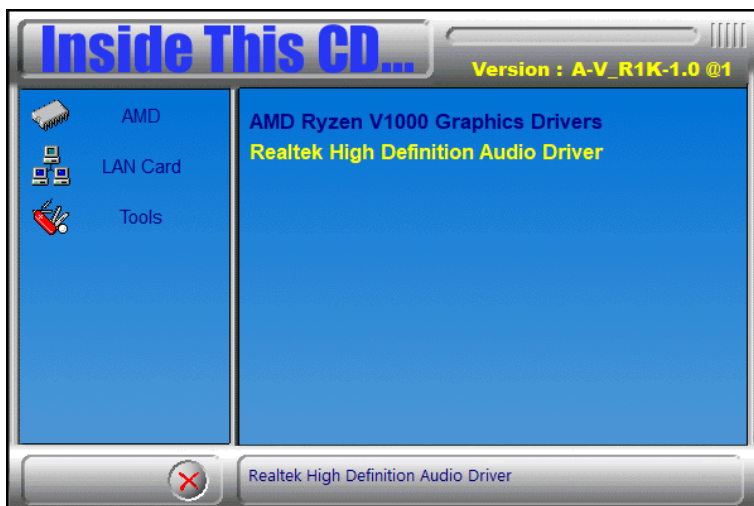 Inside This CD...
Version : A-V_R1K-1.0 @1
AMD
LAN Card
Tools
AMD Ryzen V1000 Graphics Drivers
Realtek High Definition Audio Driver
Realtek High Definition Audio Driver